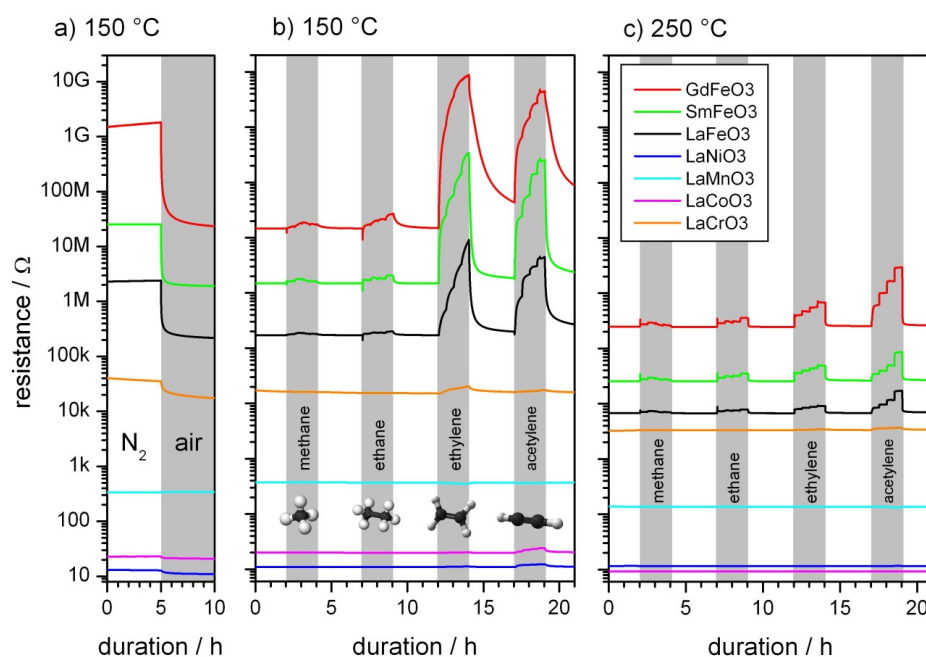 a) 150 °C
b) 150 °C
c) 250 °C
resistance / Ω
10G
1G
100M
10M
1M
100k
10k
1k
100
10
N2
air
0
5
10
duration / h
methane
ethane
ethylene
acetylene
0
5
10
15
20
duration / h
GdFeO3
SmFeO3
LaFeO3
LaNiO3
LaMnO3
LaCoO3
LaCrO3
methane
ethane
ethylene
acetylene
0
5
10
15
20
duration / h